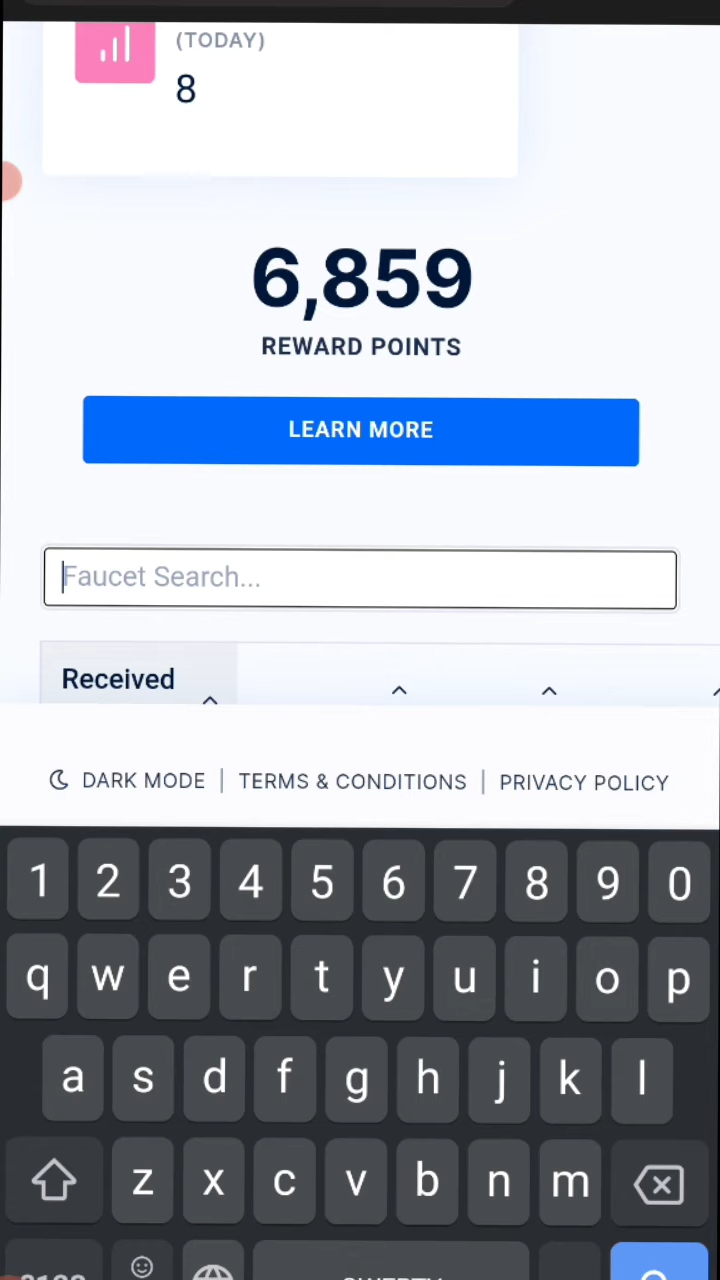 (TODAY)
8
6,859
REWARD POINTS
LEARN MORE
Faucet Search...
Received
DARK MODE | TERMS & CONDITIONS | PRIVACY POLICY
1 2 3 4 5 6 7 8 9 0
q w e r t y u i o p
a s d f g h j k l
z x c v b n m